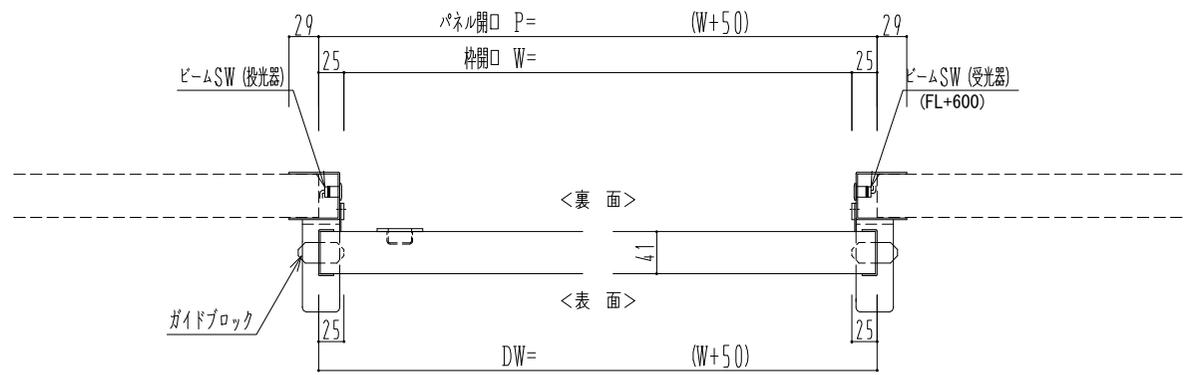 29 パネル開口 P= (W+50) 29
25 枠開口 W= 25
ビームSW (投光器)
ビームSW (受光器)
(FL+600)
<裏 面>
41
<表 面>
ガイドブロック
25 25
DW= (W+50)